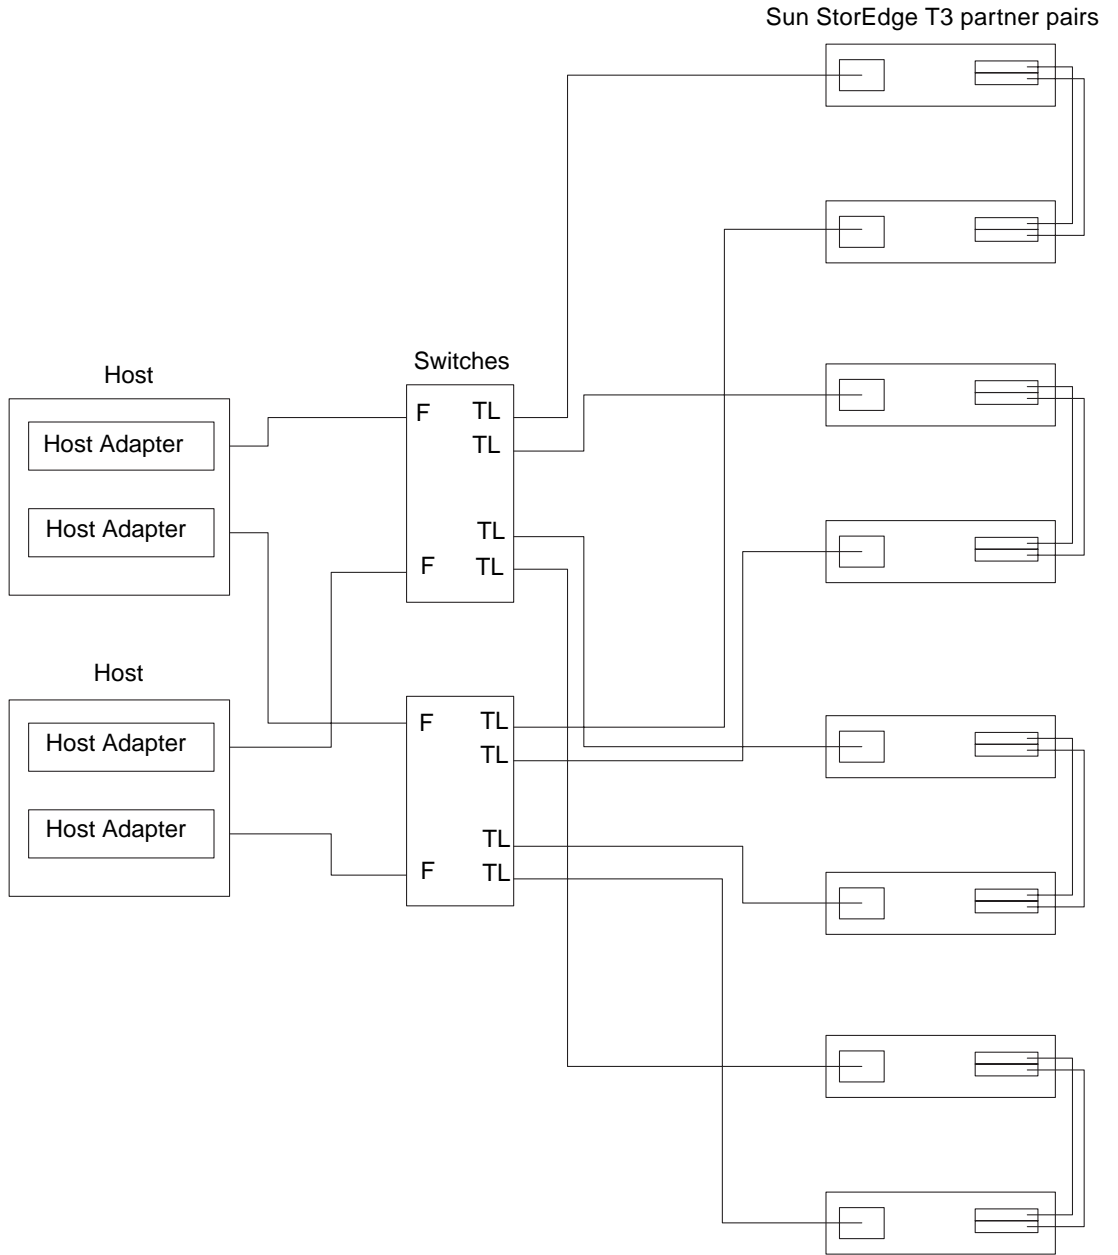 Sun StorEdge T3 partner pairs
Switches
Host
F TL
Host Adapter
TL
Host Adapter
TL
F TL
Host
F TL
Host Adapter
TL
Host Adapter
TL
F TL